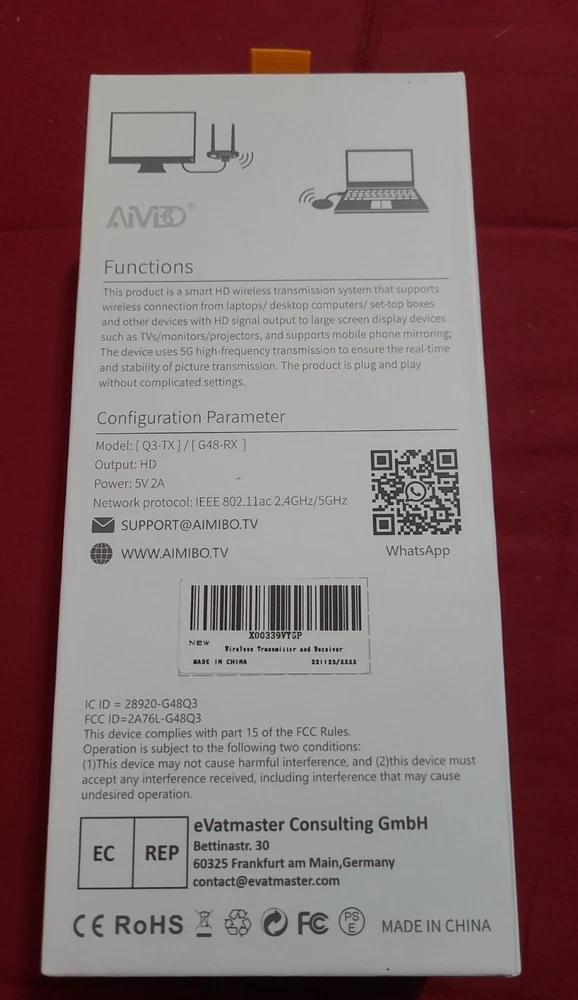 AiMiBO®
Functions
This product is a smart HD wireless transmission system that supports
wireless connection from laptops/ desktop computers/ set-top boxes
and other devices with HD signal output to large screen display devices
such as TVs/monitors/projectors, and supports mobile phone mirroring;
The device uses 5G high-frequency transmission to ensure the real-time
and stability of picture transmission. The product is plug and play
without complicated settings.
Configuration Parameter
Model: [ Q3-TX ] / [ G48-RX ]
Output: HD
Power: 5V 2A
Network protocol: IEEE 802.11ac 2.4GHz/5GHz
SUPPORT@AIMIBO.TV
WWW.AIMIBO.TV
WhatsApp
X00339VYGP
NEW
Wireless Transmitter and Receiver
MADE IN CHINA 221125/AAAA
IC ID = 28920-G48Q3
FCC ID=2A76L-G48Q3
This device complies with part 15 of the FCC Rules.
Operation is subject to the following two conditions:
(1)This device may not cause harmful interference, and (2)this device must
accept any interference received, including interference that may cause
undesired operation.
EC REP
eVatmaster Consulting GmbH
Bettinastr. 30
60325 Frankfurt am Main,Germany
contact@evatmaster.com
CE RoHS FC PS E MADE IN CHINA